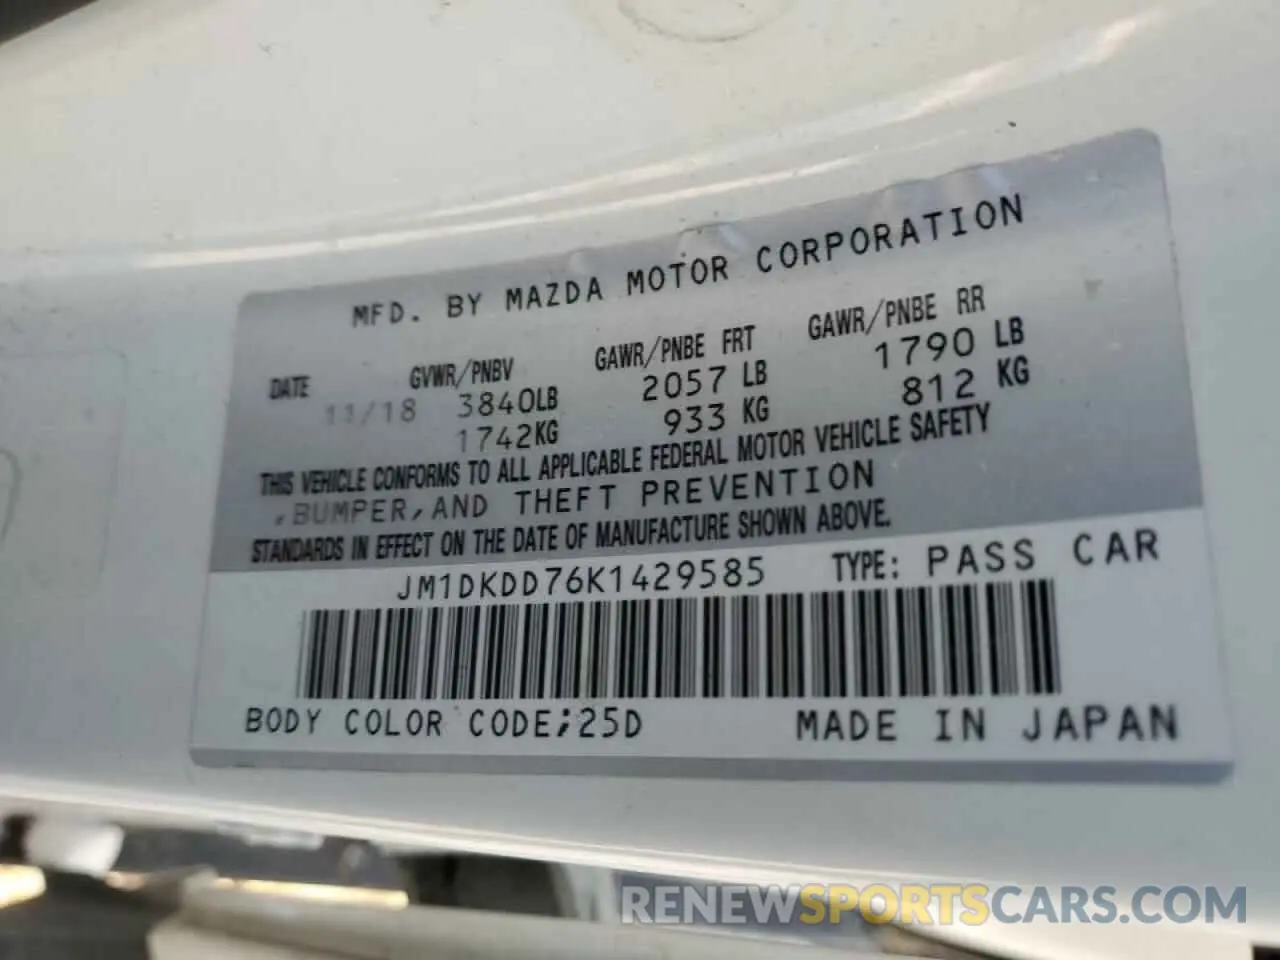 MFD. BY MAZDA MOTOR CORPORATION
DATE GVWR/PNBV GAWR/PNBE FRT GAWR/PNBE RR
11/18 3840LB 2057 LB 1790 LB
1742KG 933 KG 812 KG
THIS VEHICLE CONFORMS TO ALL APPLICABLE FEDERAL MOTOR VEHICLE SAFETY
,BUMPER,AND THEFT PREVENTION
STANDARDS IN EFFECT ON THE DATE OF MANUFACTURE SHOWN ABOVE.
JM1DKDD76K1429585 TYPE: PASS CAR
BODY COLOR CODE;25D MADE IN JAPAN
RENEWSPORTSCARS.COM